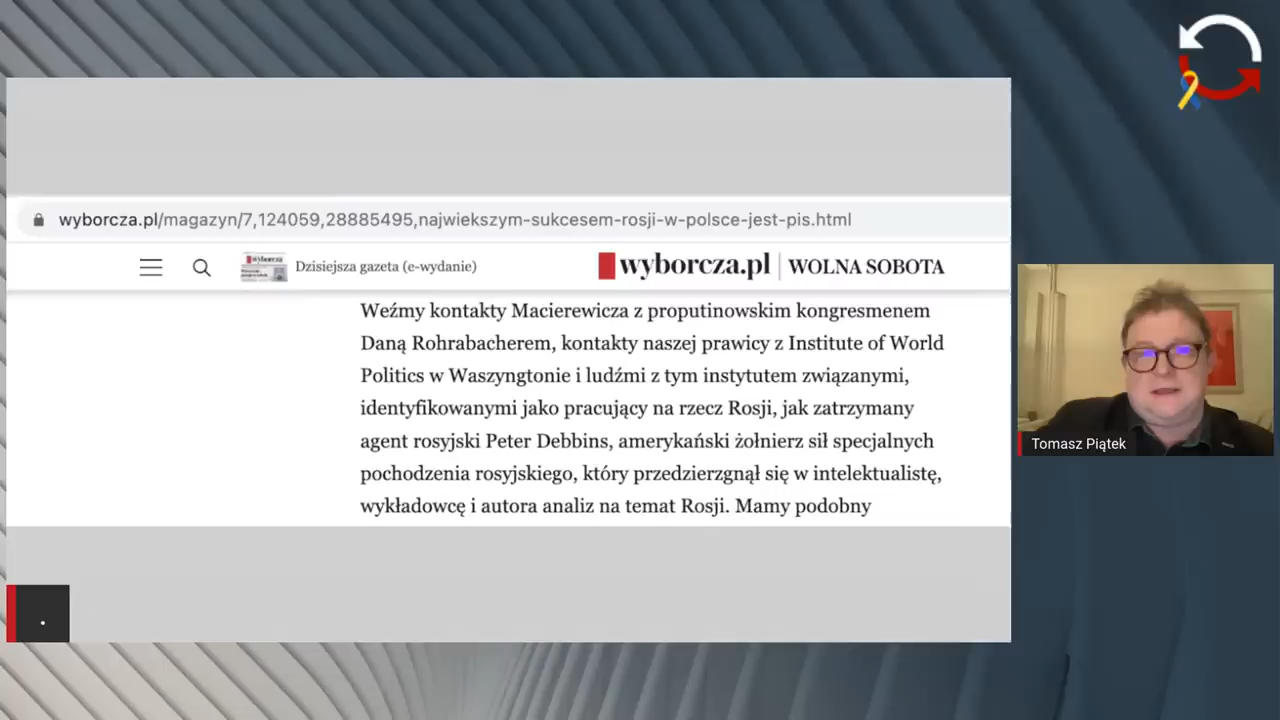 wyborcza.pl/magazyn/7,124059,28885495,najwiekszym-sukcesem-rosji-w-polsce-jest-pis.html
Dzisiejsza gazeta (e-wydanie)
wyborcza.pl | WOLNA SOBOTA
Weźmy kontakty Macierewicza z proputinowskim kongresmenem
Daną Rohrabacherem, kontakty naszej prawicy z Institute of World
Politics w Waszyngtonie i ludźmi z tym instytutem związanymi,
identyfikowanymi jako pracujący na rzecz Rosji, jak zatrzymany
agent rosyjski Peter Debbins, amerykański żołnierz sił specjalnych
pochodzenia rosyjskiego, który przedzierzgnął się w intelektualistę,
wykładowcę i autora analiz na temat Rosji. Mamy podobny
Tomasz Piątek
.